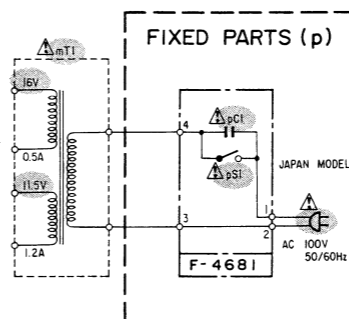 FIXED PARTS (p)
mT1
16V
0.5A
11.5V
1.2A
4
pC1
pS1
JAPAN MODEL
3
1
2
AC 100V
50/60Hz
F-4681